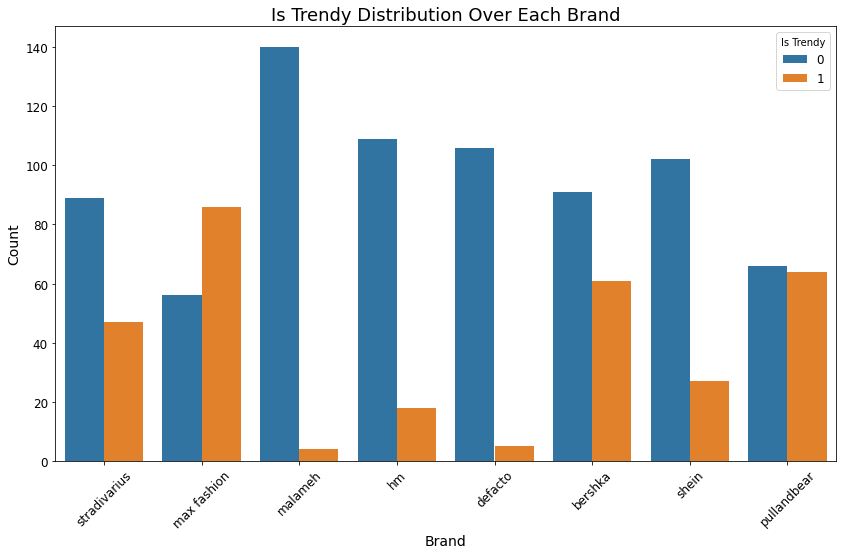 Is Trendy Distribution Over Each Brand
Is Trendy
0
1
Count
140
120
100
80
60
40
20
0
stradivarius
max fashion
malameh
hm
defacto
bershka
shein
pullandbear
Brand